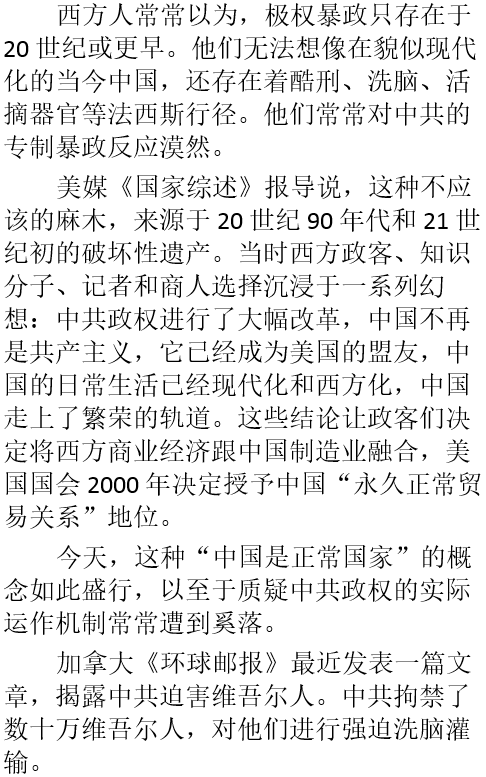 西方人常常以为，极权暴政只存在于
20 世纪或更早。他们无法想像在貌似现代
化的当今中国，还存在着酷刑、洗脑、活
摘器官等法西斯行径。他们常常对中共的
专制暴政反应漠然。
美媒《国家综述》报导说，这种不应
该的麻木，来源于 20 世纪 90 年代和 21 世
纪初的破坏性遗产。当时西方政客、知识
分子、记者和商人选择沉浸于一系列幻
想：中共政权进行了大幅改革，中国不再
是共产主义，它已经成为美国的盟友，中
国的日常生活已经现代化和西方化，中国
走上了繁荣的轨道。这些结论让政客们决
定将西方商业经济跟中国制造业融合，美
国国会 2000 年决定授予中国“永久正常贸
易关系”地位。
今天，这种“中国是正常国家”的概
念如此盛行，以至于质疑中共政权的实际
运作机制常常遭到奚落。
加拿大《环球邮报》最近发表一篇文
章，揭露中共迫害维吾尔人。中共拘禁了
数十万维吾尔人，对他们进行强迫洗脑灌
输。